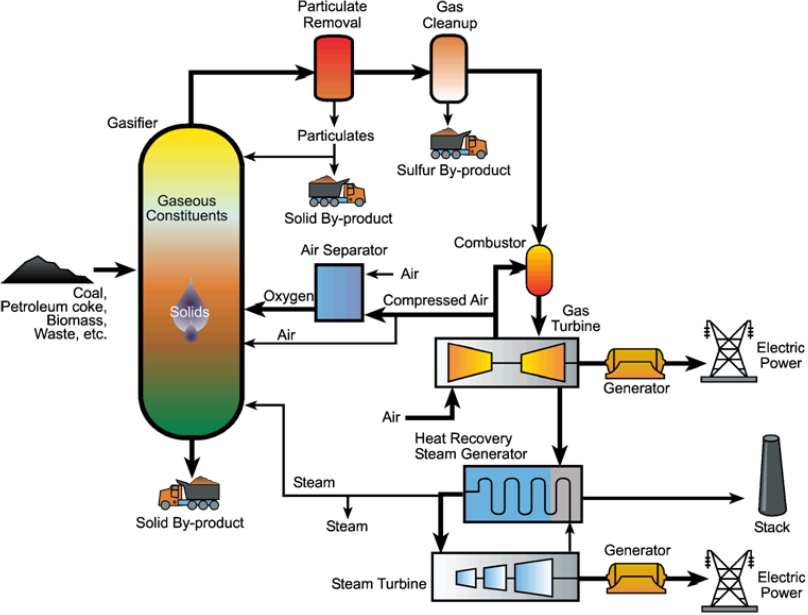 Particulate
Removal
Gas
Cleanup
Gasifier
Particulates
Sulfur By-product
Gaseous
Constituents
Solid By-product
Combustor
Air Separator
Air
Coal,
Petroleum coke,
Biomass,
Waste, etc.
Solids
Oxygen
Compressed Air
Gas
Turbine
Air
Electric
Power
Generator
Air
Heat Recovery
Steam Generator
Steam
Steam
Solid By-product
Stack
Steam Turbine
Generator
Electric
Power